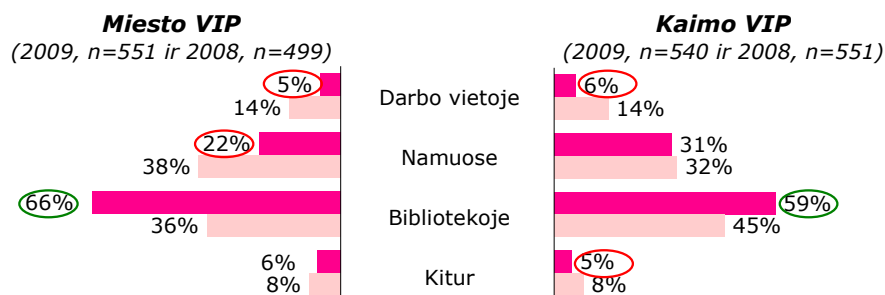 Miesto VIP
(2009, n=551 ir 2008, n=499)
Kaimo VIP
(2009, n=540 ir 2008, n=551)
5% Darbo vietoje 6%
14% 14%
22% Namuose 31%
38% 32%
66% Bibliotekoje 59%
36% 45%
6% Kitur 5%
8% 8%